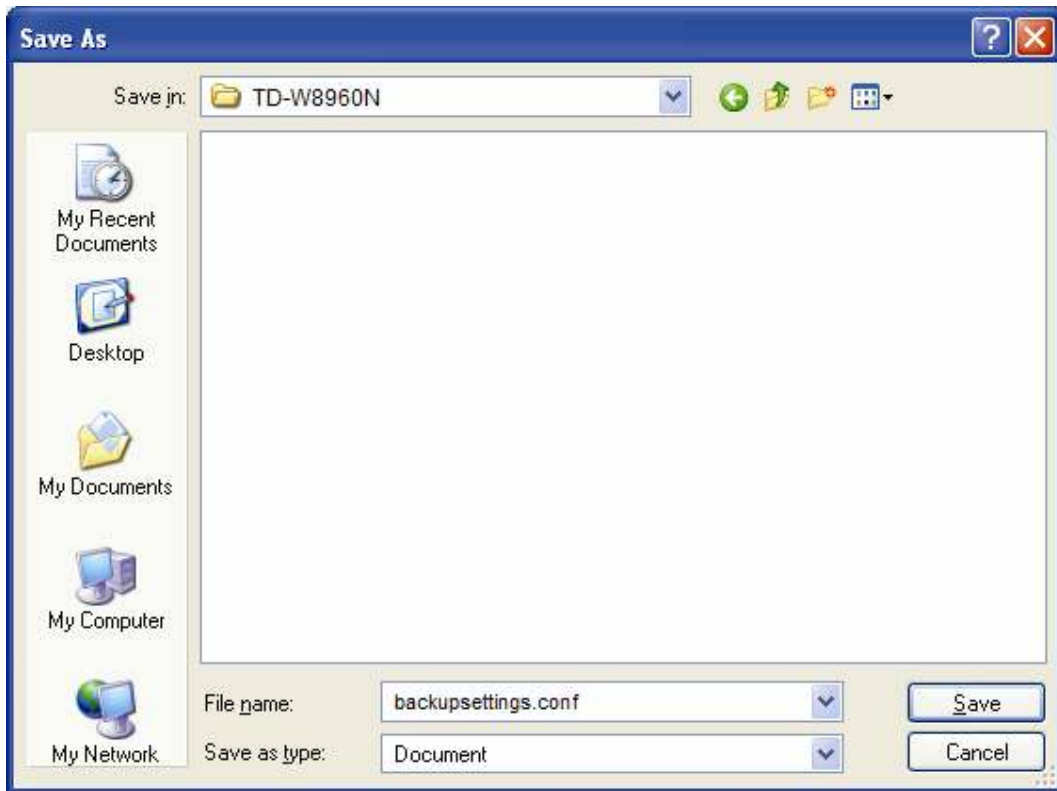 Save As
Save in:
TD-W8960N
My Recent
Documents
Desktop
My Documents
My Computer
My Network
File name:
backupsettings.conf
Save
Save as type:
Document
Cancel